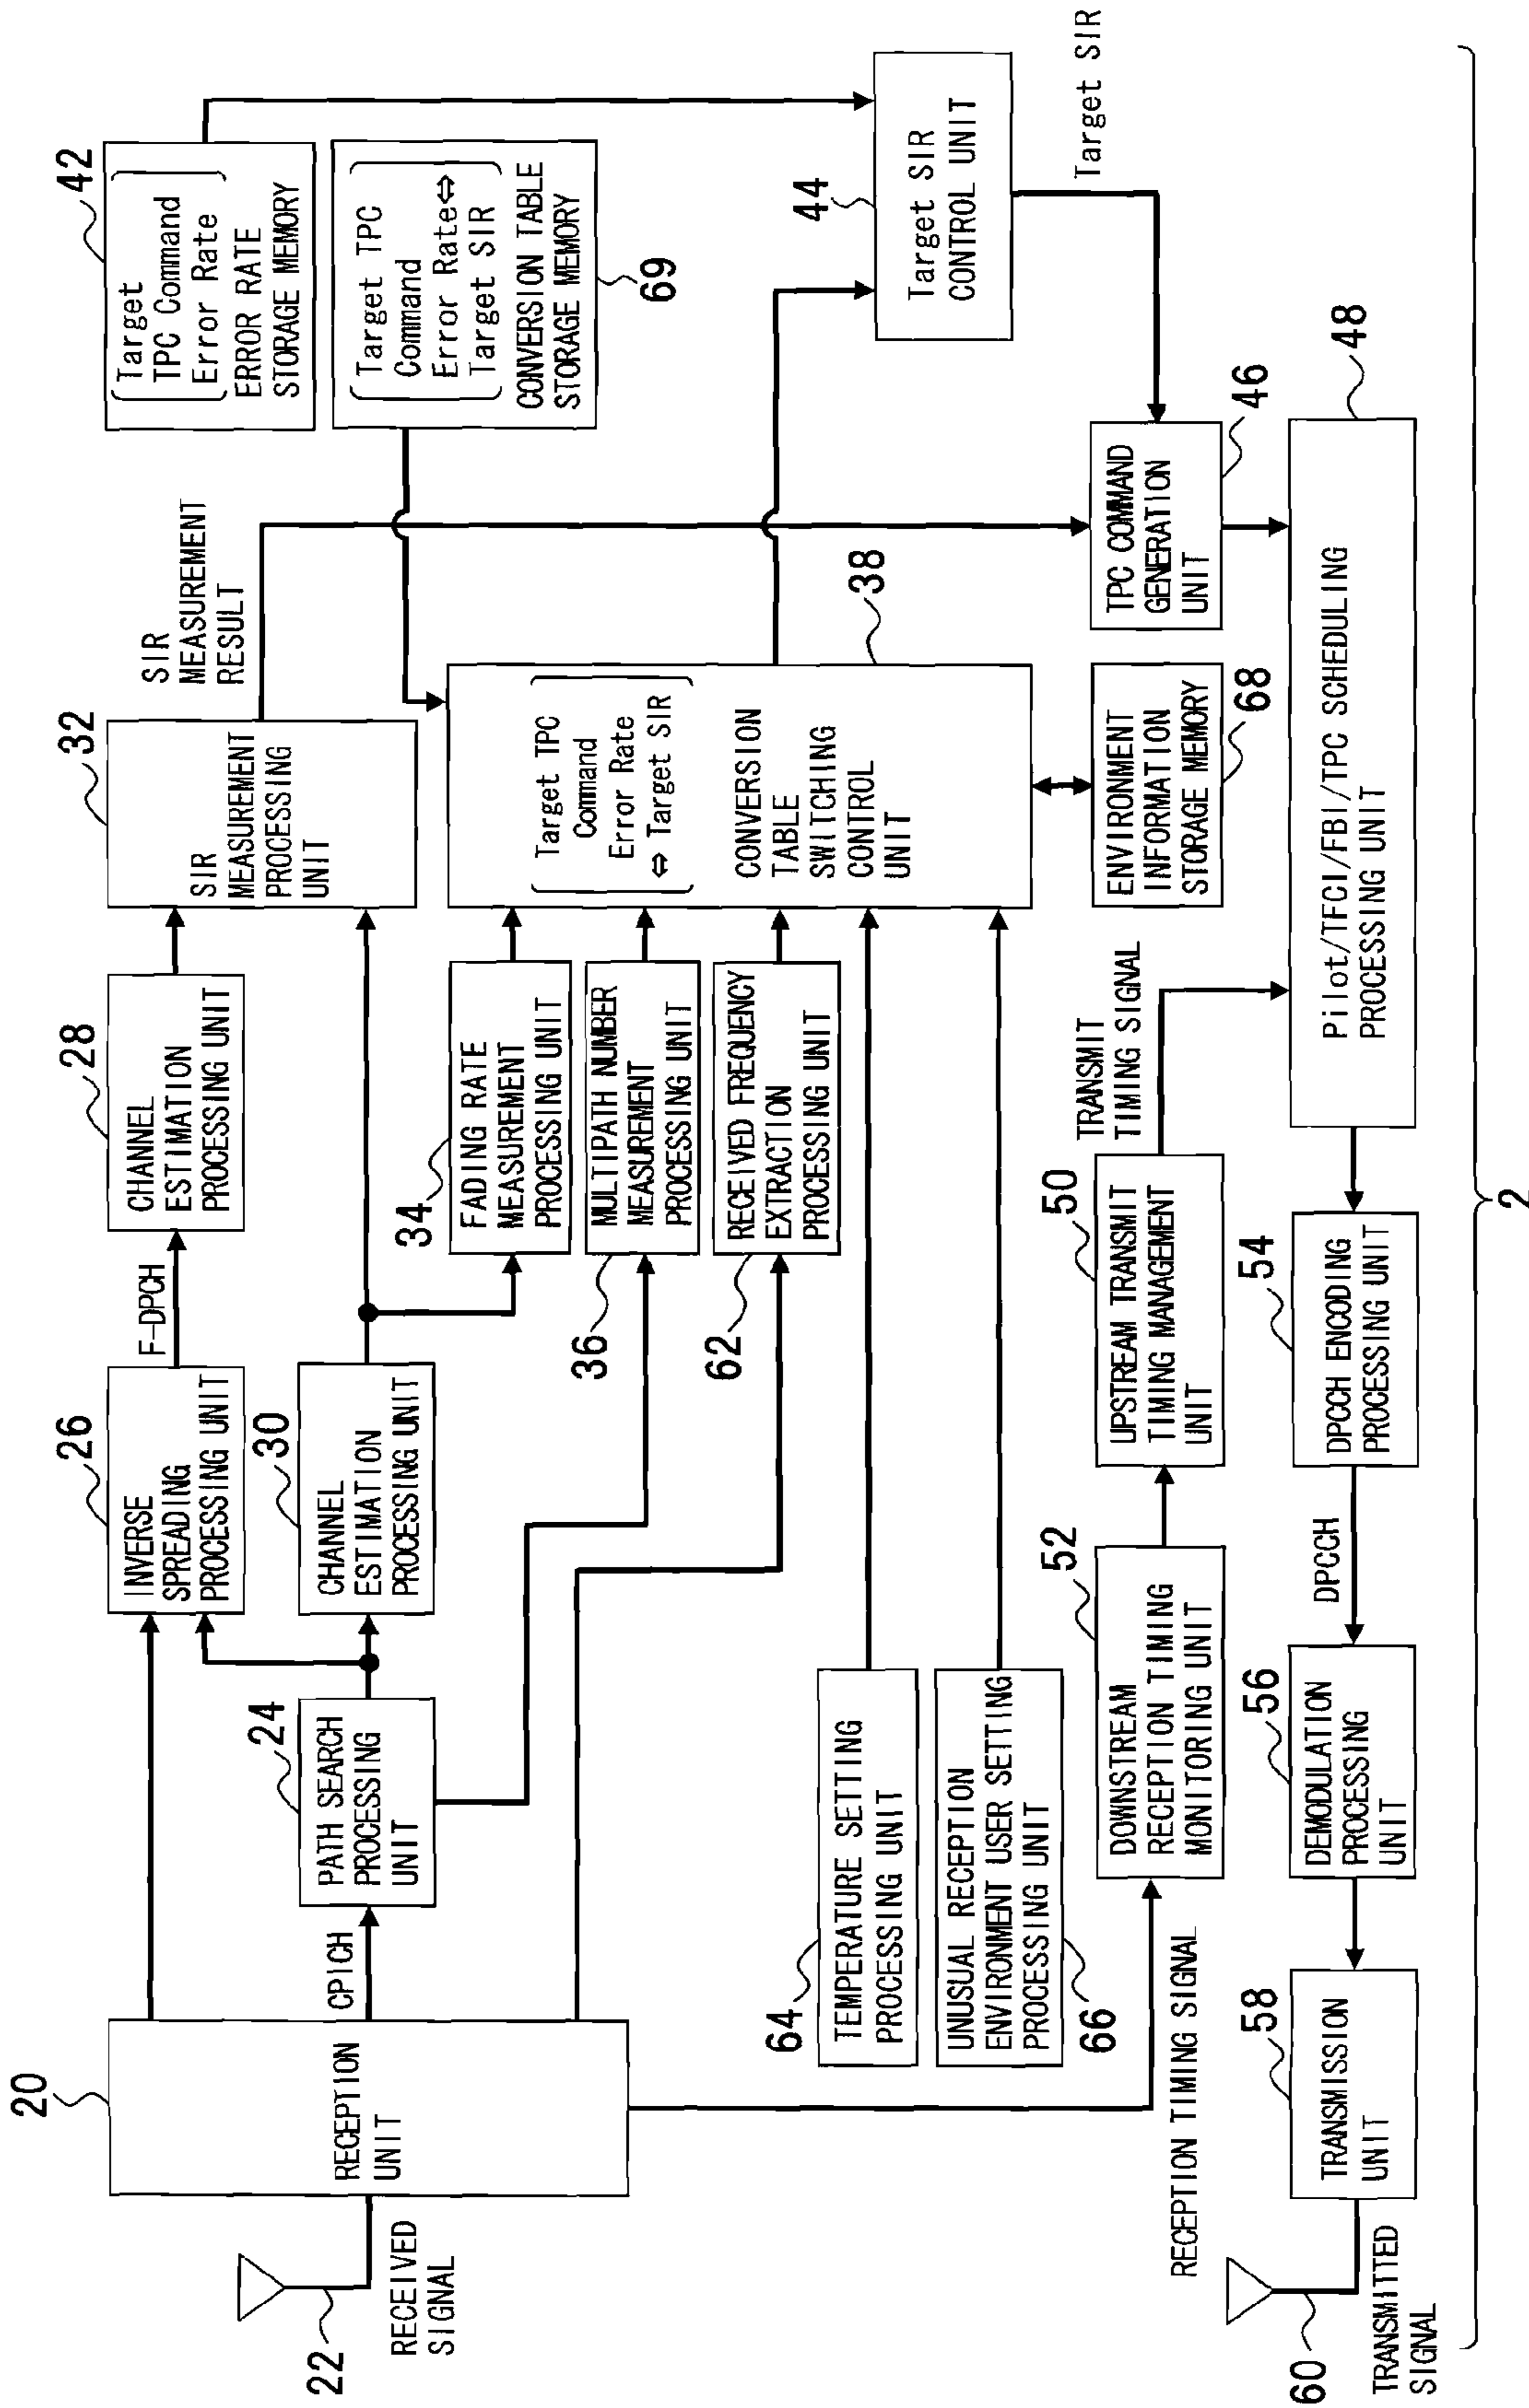 20
RECEPTION
UNIT
22
RECEIVED
SIGNAL
CPICH
24
PATH SEARCH
PROCESSING
UNIT
26
INVERSE
SPREADING
PROCESSING UNIT
F-DPCH
28
CHANNEL
ESTIMATION
PROCESSING UNIT
30
CHANNEL
ESTIMATION
PROCESSING UNIT
32
SIR
MEASUREMENT
PROCESSING
UNIT
SIR
MEASUREMENT
RESULT
42
Target
TPC Command
Error Rate
ERROR RATE
STORAGE MEMORY
Target TPC
Command
Error Rate⇔
Target SIR
CONVERSION TABLE
STORAGE MEMORY
69
34
FADING RATE
MEASUREMENT
PROCESSING UNIT
36
MULTIPATH NUMBER
MEASUREMENT
PROCESSING UNIT
62
RECEIVED FREQUENCY
EXTRACTION
PROCESSING UNIT
64
TEMPERATURE SETTING
PROCESSING UNIT
UNUSUAL RECEPTION
ENVIRONMENT USER SETTING
PROCESSING UNIT
66
Target TPC
Command
Error Rate
⇔ Target SIR
CONVERSION
TABLE
SWITCHING
CONTROL
UNIT
38
44
Target SIR
CONTROL UNIT
Target SIR
ENVIRONMENT
INFORMATION
STORAGE MEMORY
68
TPC COMMAND
GENERATION
UNIT
46
RECEPTION TIMING SIGNAL
52
DOWNSTREAM
RECEPTION TIMING
MONITORING UNIT
50
UPSTREAM TRANSMIT
TIMING MANAGEMENT
UNIT
TRANSMIT
TIMING SIGNAL
48
Pilot/TFCI/FBI/TPC SCHEDULING
PROCESSING UNIT
54
DPCCH ENCODING
PROCESSING UNIT
DPCCH
56
DEMODULATION
PROCESSING
UNIT
58
TRANSMISSION
UNIT
60
TRANSMITTED
SIGNAL
2